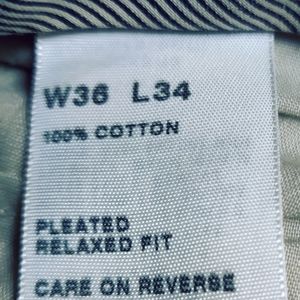 W36 L34
100% COTTON
PLEATED
RELAXED FIT
CARE ON REVERSE